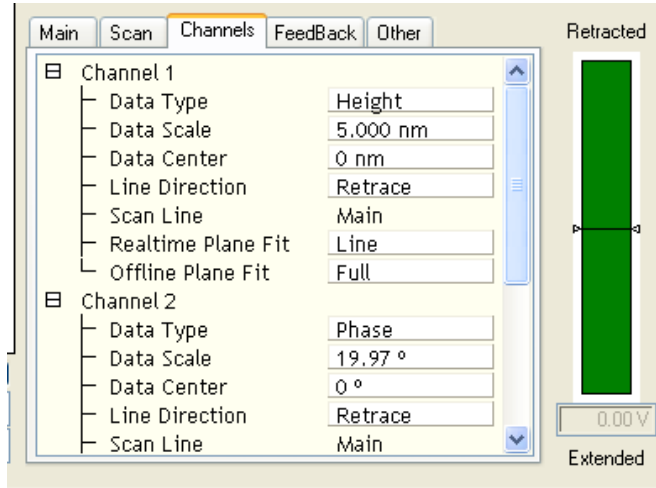 Main Scan Channels FeedBack Other Retracted
Channel 1
Data Type Height
Data Scale 5.000 nm
Data Center 0 nm
Line Direction Retrace
Scan Line Main
Realtime Plane Fit Line
Offline Plane Fit Full
Channel 2
Data Type Phase
Data Scale 19.97 º
Data Center 0 º
Line Direction Retrace
0.00 V
Scan Line Main
Extended